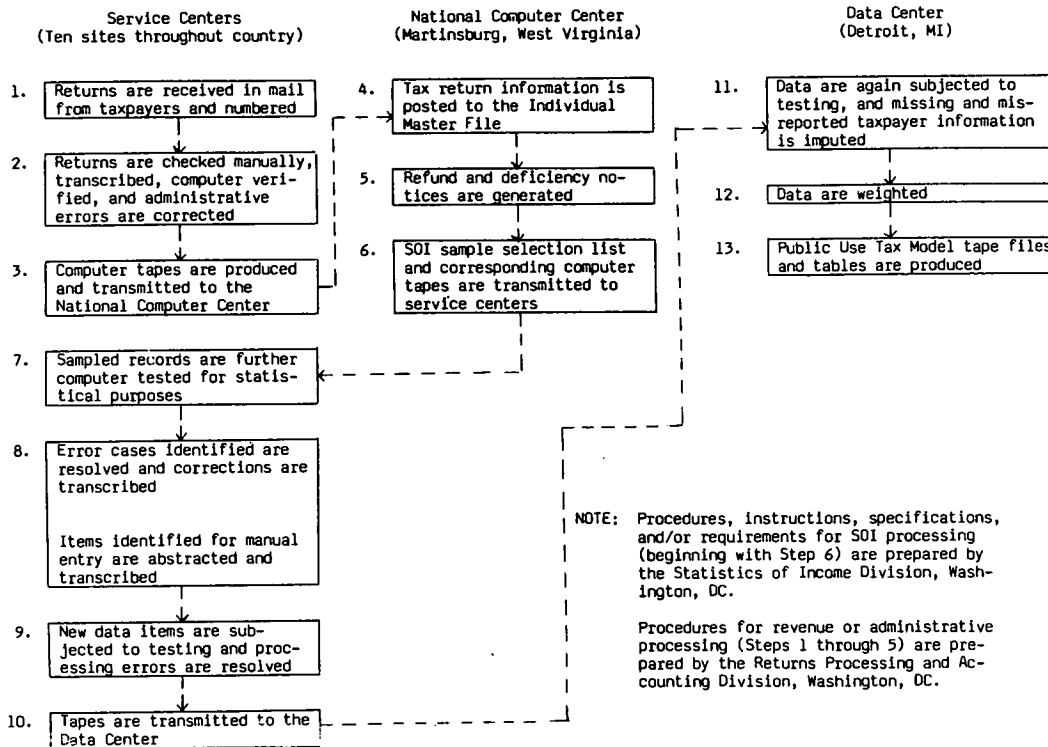 Service Centers
(Ten sites throughout country)
1. Returns are received in mail
from taxpayers and numbered
2. Returns are checked manually,
transcribed, computer veri-
fied, and administrative
errors are corrected
3. Computer tapes are produced
and transmitted to the
National Computer Center
National Computer Center
(Martinsburg, West Virginia)
4. Tax return information is
posted to the Individual
Master File
5. Refund and deficiency no-
tices are generated
6. SOI sample selection list
and corresponding computer
tapes are transmitted to
service centers
7. Sampled records are further
computer tested for statis-
tical purposes
8. Error cases identified are
resolved and corrections are
transcribed
Items identified for manual
entry are abstracted and
transcribed
9. New data items are sub-
jected to testing and proc-
essing errors are resolved
10. Tapes are transmitted to the
Data Center
Data Center
(Detroit, MI)
11. Data are again subjected to
testing, and missing and mis-
reported taxpayer information
is imputed
12. Data are weighted
13. Public Use Tax Model tape files
and tables are produced
NOTE: Procedures, instructions, specifications,
and/or requirements for SOI processing
(beginning with Step 6) are prepared by
the Statistics of Income Division, Wash-
ington, DC.
Procedures for revenue or administrative
processing (Steps 1 through 5) are pre-
pared by the Returns Processing and Ac-
counting Division, Washington, DC.